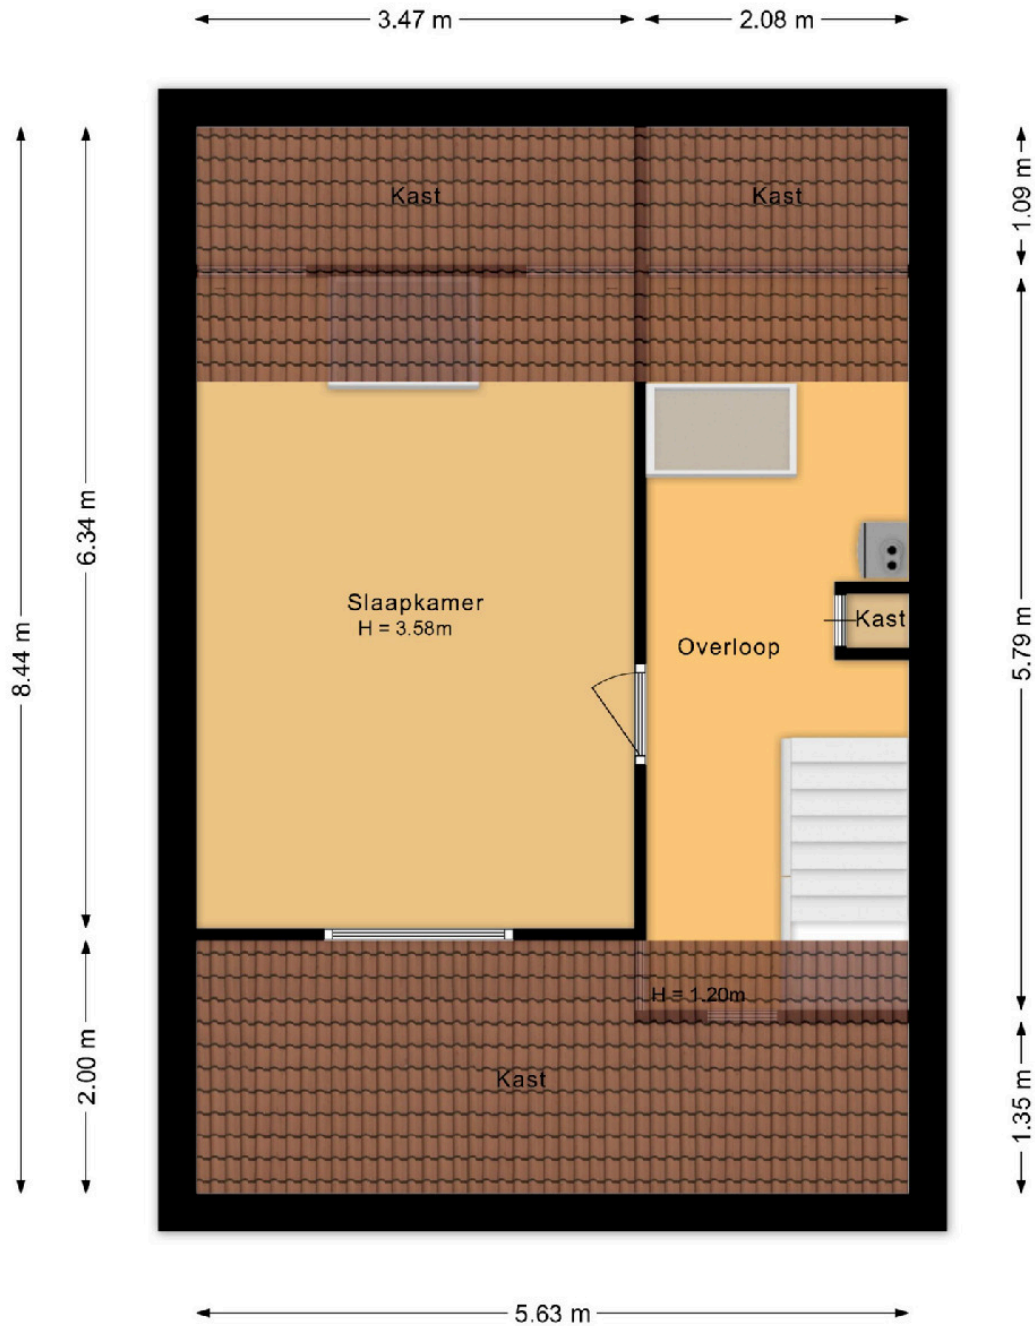 3.47 m
2.08 m
Kast
Kast
1.09 m
6.34 m
8.44 m
Slaapkamer
H = 3.58m
Overloop
Kast
5.79 m
H = 1.20m
Kast
2.00 m
1.35 m
5.63 m